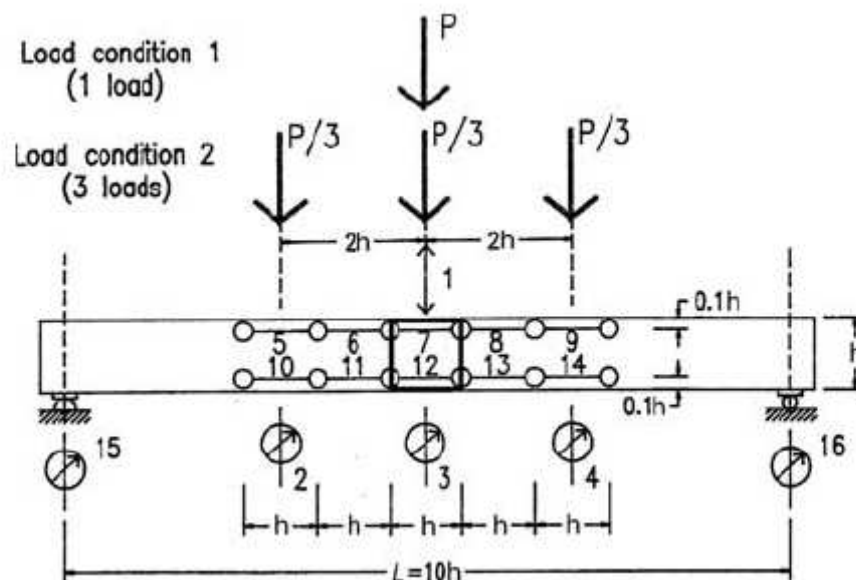 P
Load condition 1
(1 load)
P/3
P/3
P/3
Load condition 2
(3 loads)
2h
2h
1
0.1h
5
6
7
8
9
h
10
11
12
13
14
0.1h
15
2
3
4
16
h
h
h
h
h
L=10h